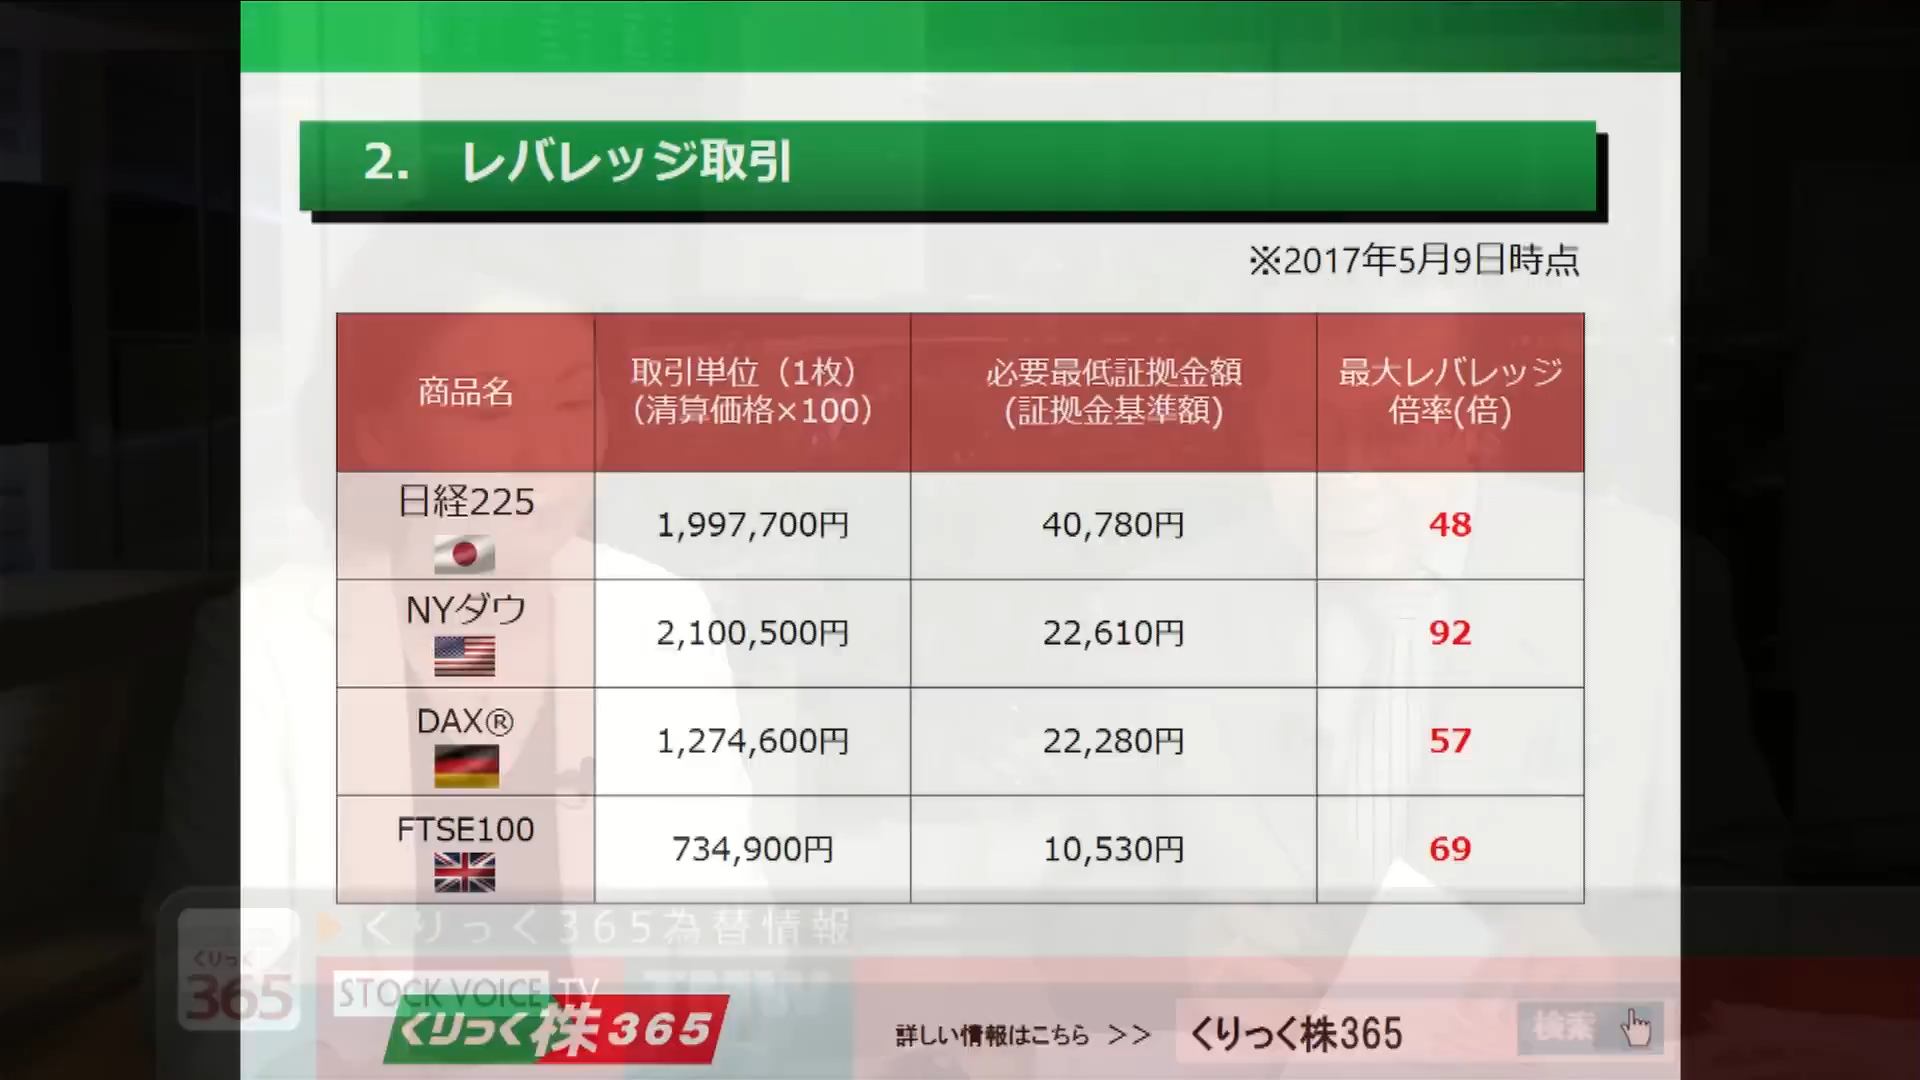 2. レバレッジ取引
※2017年5月9日時点
商品名
取引単位（1枚）
（清算価格×100）
必要最低証拠金額
(証拠金基準額)
最大レバレッジ
倍率(倍)
日経225
1,997,700円
40,780円
48
NYダウ
2,100,500円
22,610円
92
DAX®
1,274,600円
22,280円
57
FTSE100
734,900円
10,530円
69
くりっく365為替情報
くりっく
365
STOCK VOICE TV
くりっく株365
詳しい情報はこちら >>
くりっく株365
検索